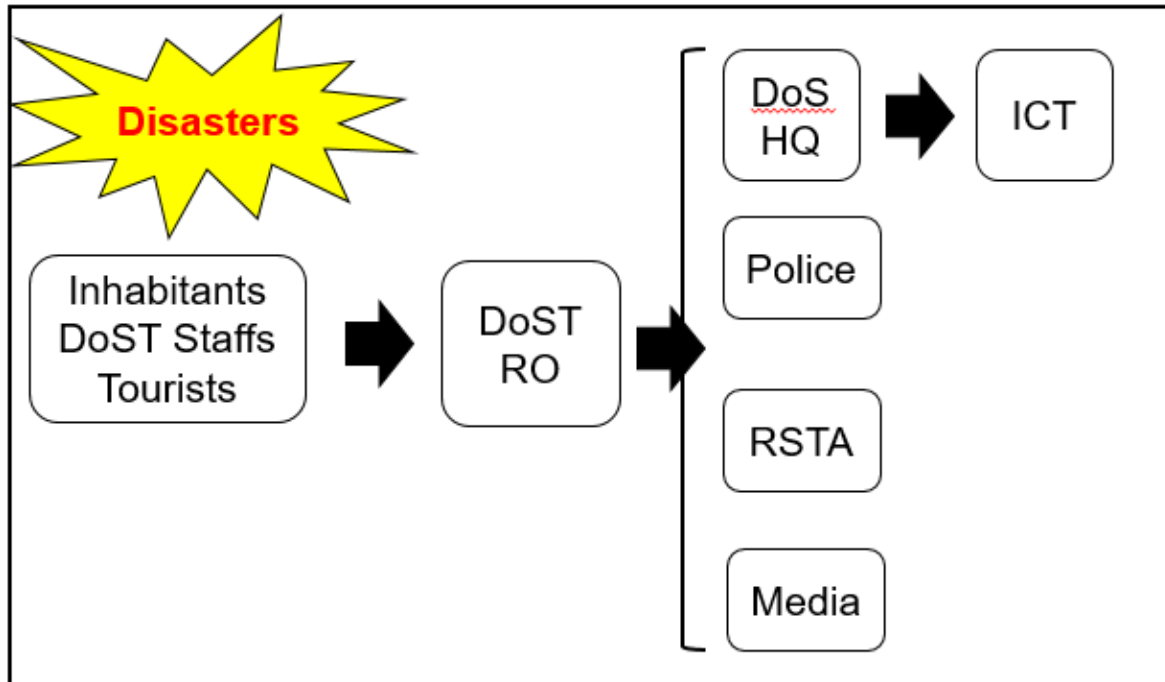 Disasters
Inhabitants
DoST Staffs
Tourists
DoST
RO
DoS
HQ
ICT
Police
RSTA
Media